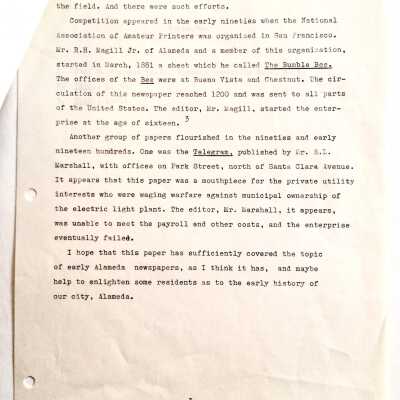 the field. And there were such efforts.
Competition appeared in the early nineties when the National
Association of Amateur Printers was organized in San Francisco.
Mr. R.H. Magill Jr. of Alameda and a member of this organization,
started in March, 1881 a sheet which he called The Bumble Bee.
The offices of the Bee were at Buena Vista and Chestnut. The cir-
culation of this newspaper reached 1200 and was sent to all parts
of the United States. The editor, Mr. Magill, started the enter-
prise at the age of sixteen. 3
Another group of papers flourished in the nineties and early
nineteen hundreds. One was the Telegram, published by Mr. S.L.
Marshall, with offices on Park Street, north of Santa Clara Avenue.
It appears that this paper was a mouthpiece for the private utility
interests who were waging warfare against municipal ownership of
the electric light plant. The editor, Mr. Marshall, it appears,
was unable to meet the payroll and other costs, and the enterprise
eventually failed.
I hope that this paper has sufficiently covered the topic
of early Alameda newspapers, as I think it has, and maybe
help to enlighten some residents as to the early history of
our city, Alameda.